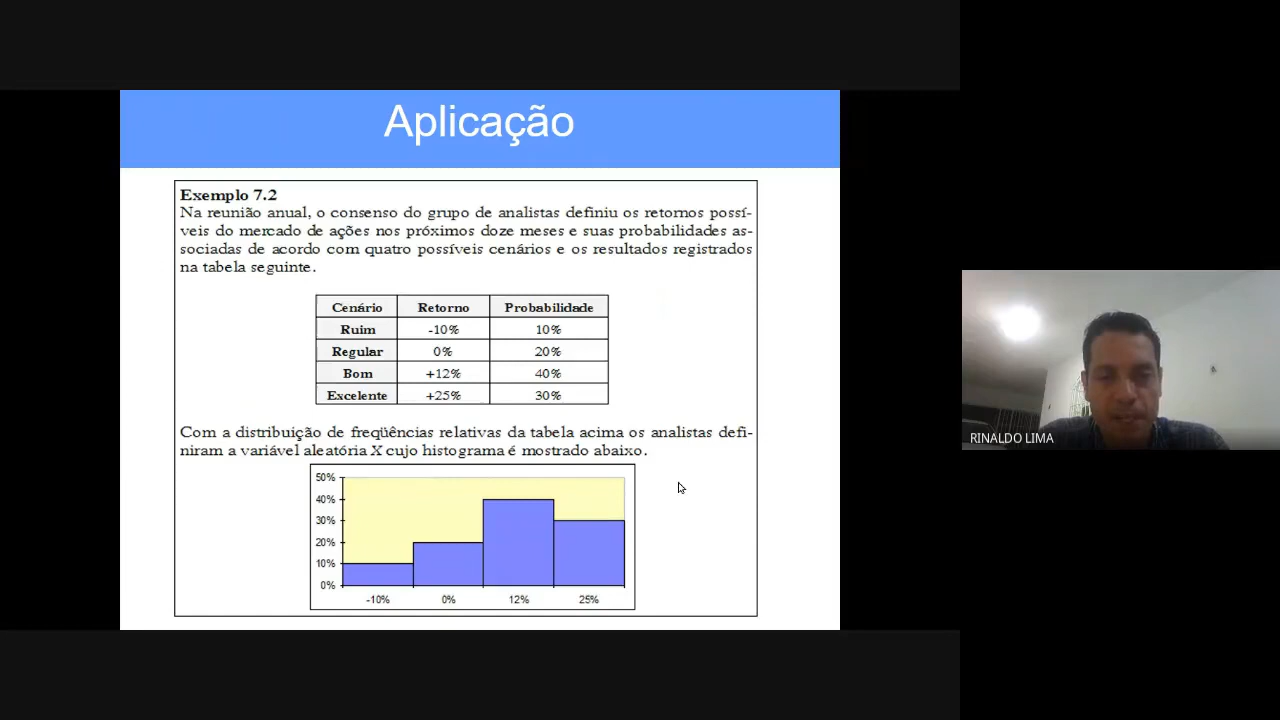 Aplicação
Exemplo 7.2
Na reunião anual, o consenso do grupo de analistas definiu os retornos possí-
veis do mercado de ações nos próximos doze meses e suas probabilidades as-
sociadas de acordo com quatro possíveis cenários e os resultados registrados
na tabela seguinte.
Cenário Retorno Probabilidade
Ruim -10% 10%
Regular 0% 20%
Bom +12% 40%
Excelente +25% 30%
Com a distribuição de freqüências relativas da tabela acima os analistas defi-
niram a variável aleatória X cujo histograma é mostrado abaixo.
50%
40%
30%
20%
10%
0%
-10% 0% 12% 25%
RINALDO LIMA